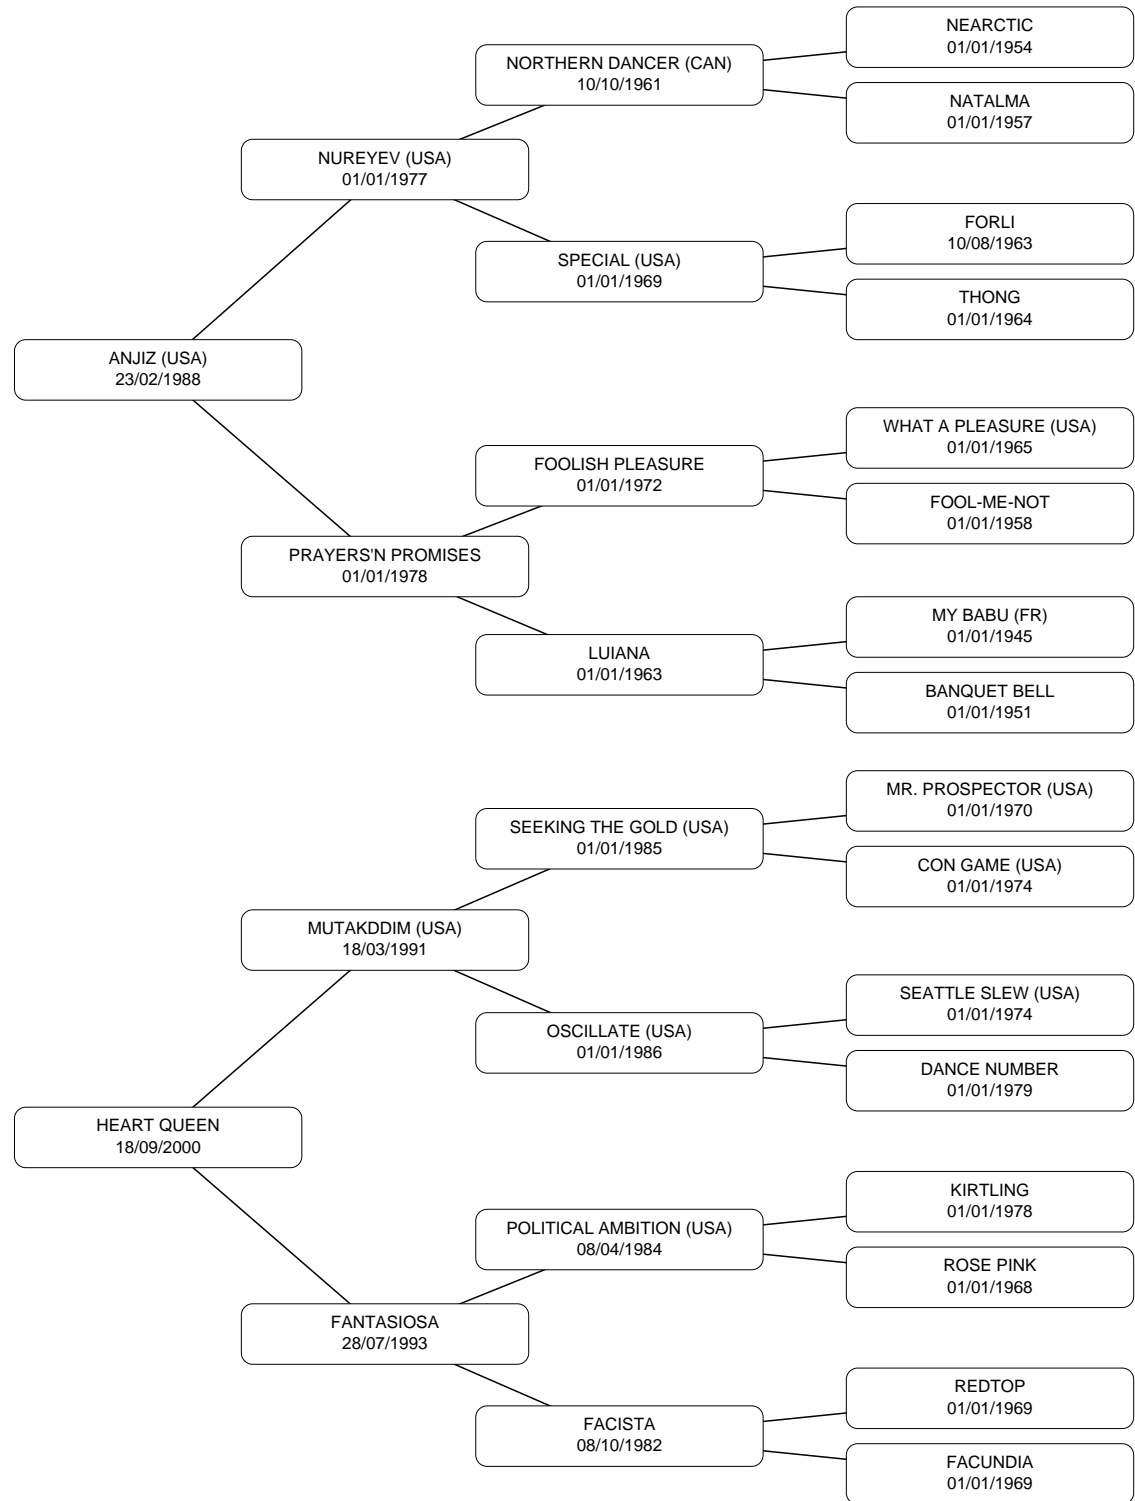 NEARCTIC
01/01/1954
NORTHERN DANCER (CAN)
10/10/1961
NATALMA
01/01/1957
NUREYEV (USA)
01/01/1977
FORLI
10/08/1963
SPECIAL (USA)
01/01/1969
THONG
01/01/1964
ANJIZ (USA)
23/02/1988
WHAT A PLEASURE (USA)
01/01/1965
FOOLISH PLEASURE
01/01/1972
FOOL-ME-NOT
01/01/1958
PRAYERS'N PROMISES
01/01/1978
MY BABU (FR)
01/01/1945
LUIANA
01/01/1963
BANQUET BELL
01/01/1951
MR. PROSPECTOR (USA)
01/01/1970
SEEKING THE GOLD (USA)
01/01/1985
CON GAME (USA)
01/01/1974
MUTAKDDIM (USA)
18/03/1991
SEATTLE SLEW (USA)
01/01/1974
OSCILLATE (USA)
01/01/1986
DANCE NUMBER
01/01/1979
HEART QUEEN
18/09/2000
KIRTLING
01/01/1978
POLITICAL AMBITION (USA)
08/04/1984
ROSE PINK
01/01/1968
FANTASIOSA
28/07/1993
REDTOP
01/01/1969
FACISTA
08/10/1982
FACUNDIA
01/01/1969